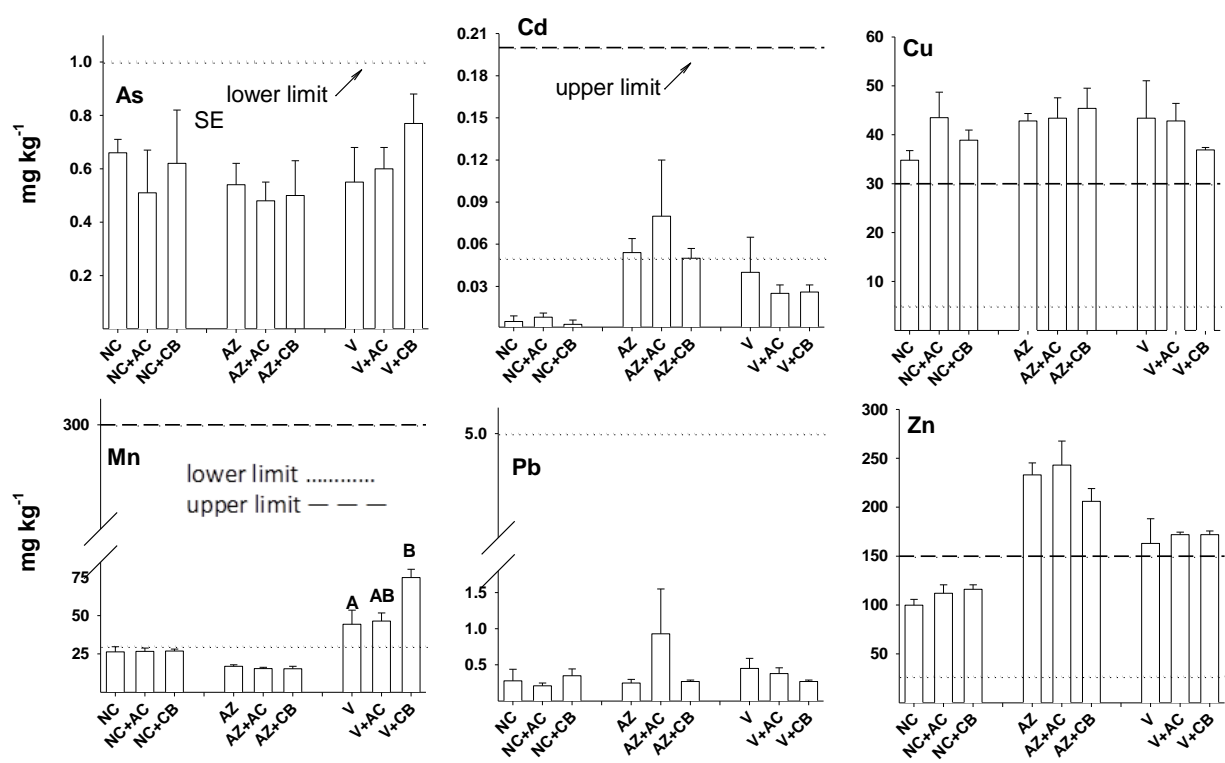 As
mg kg-1
1.0
0.8
0.6
0.4
0.2
lower limit
SE
NC
NC+AC
NC+CB
AZ
AZ+AC
AZ+CB
V
V+AC
V+CB
Cd
0.21
0.20
0.12
0.09
0.06
0.03
upper limit
NC
NC+AC
NC+CB
AZ
AZ+AC
AZ+CB
V
V+AC
V+CB
Cu
60
50
40
30
20
10
NC
NC+AC
NC+CB
AZ
AZ+AC
AZ+CB
V
V+AC
V+CB
Mn
mg kg-1
300
75
50
25
lower limit ............
upper limit — — —
A
AB
B
NC
NC+AC
NC+CB
AZ
AZ+AC
AZ+CB
V
V+AC
V+CB
Pb
5.0
1.5
1.0
0.5
NC
NC+AC
NC+CB
AZ
AZ+AC
AZ+CB
V
V+AC
V+CB
Zn
300
250
200
150
100
50
NC
NC+AC
NC+CB
AZ
AZ+AC
AZ+CB
V
V+AC
V+CB